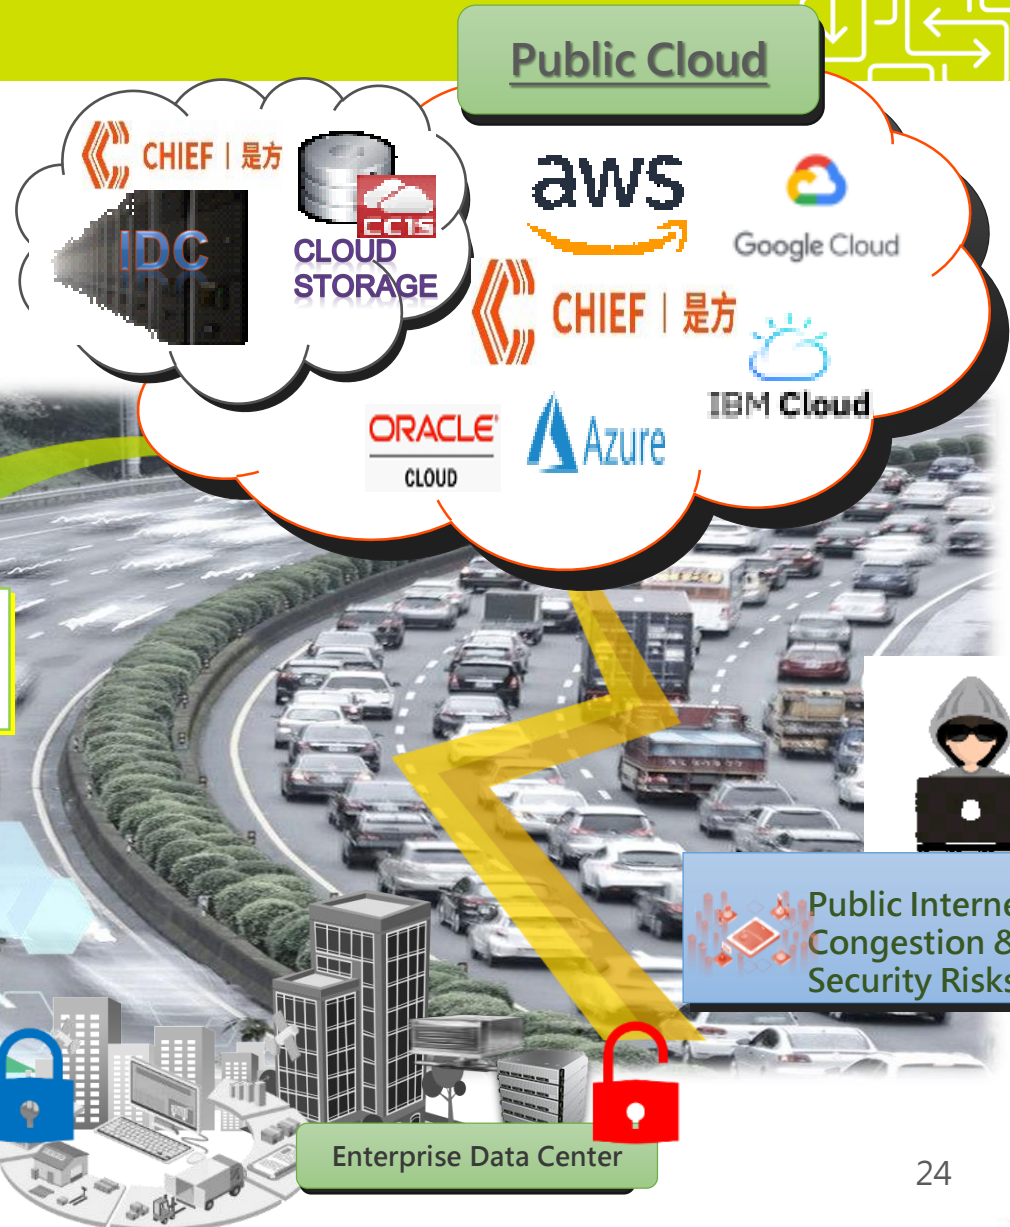 Public Cloud
CHIEF | 是方
IDC
CC1S
CLOUD
STORAGE
aws
Google Cloud
CHIEF | 是方
IBM Cloud
ORACLE
CLOUD
Azure
Public Interne
Congestion &
Security Risks
Enterprise Data Center
24